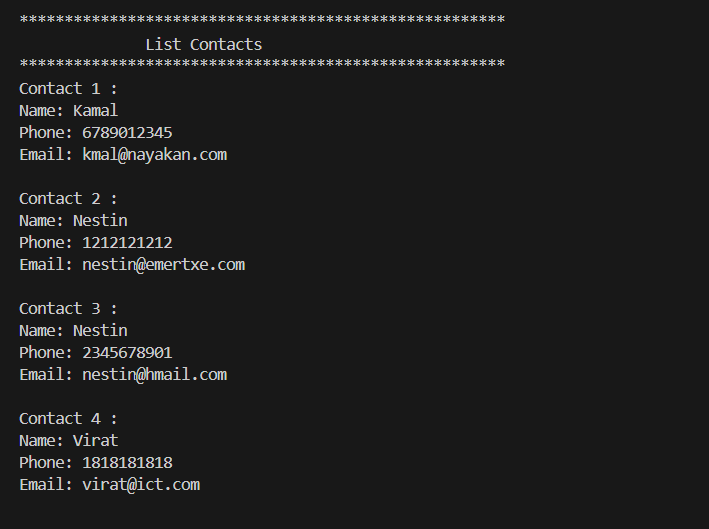 ******************************************************
List Contacts
******************************************************
Contact 1 :
Name: Kamal
Phone: 6789012345
Email: kmal@nayakan.com
Contact 2 :
Name: Nestin
Phone: 1212121212
Email: nestin@emertxe.com
Contact 3 :
Name: Nestin
Phone: 2345678901
Email: nestin@hmail.com
Contact 4 :
Name: Virat
Phone: 1818181818
Email: virat@ict.com